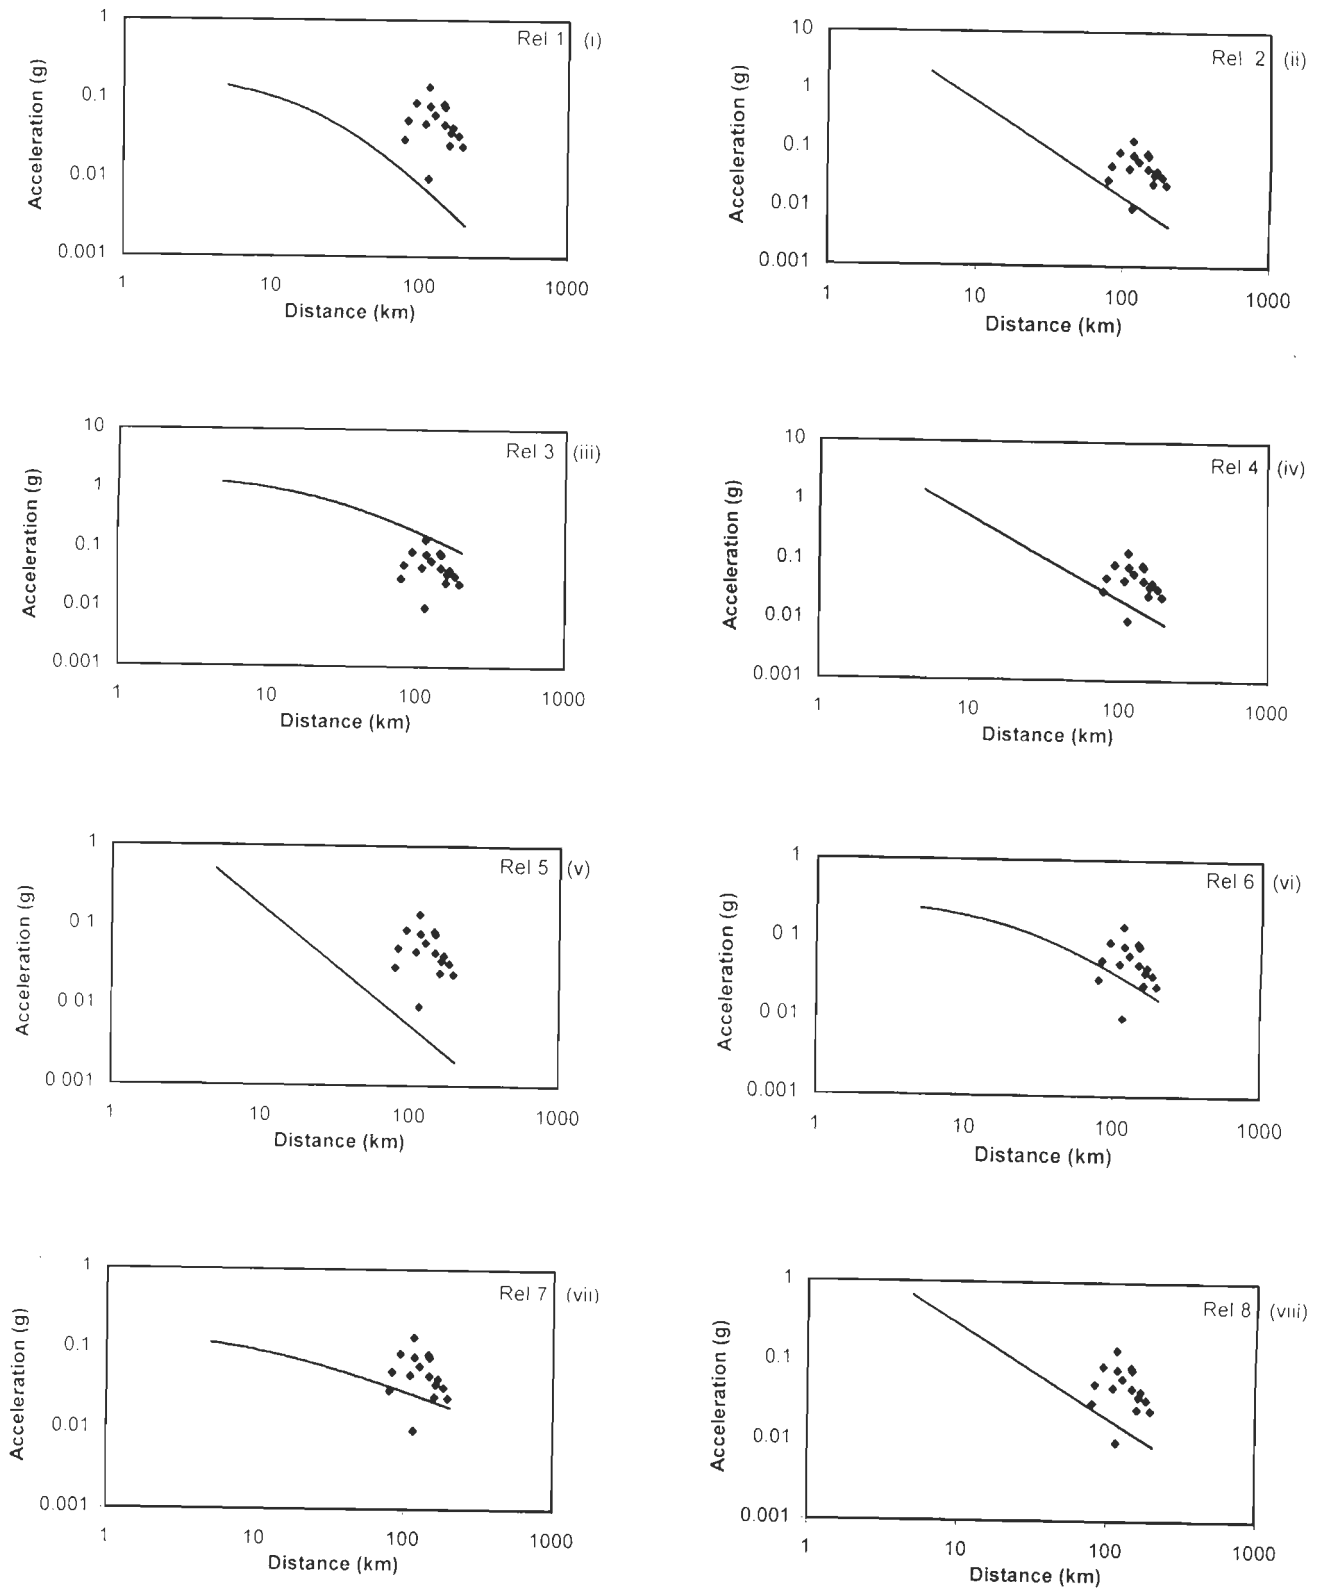 1
Rel 1 (i)
0.1
0.01
0.001
Acceleration (g)
1 10 100 1000
Distance (km)
10
Rel 2 (ii)
1
0.1
0.01
0.001
Acceleration (g)
1 10 100 1000
Distance (km)
10
Rel 3 (iii)
1
0.1
0.01
0.001
Acceleration (g)
1 10 100 1000
Distance (km)
10
Rel 4 (iv)
1
0.1
0.01
0.001
Acceleration (g)
1 10 100 1000
Distance (km)
1
Rel 5 (v)
0 1
0 01
0 001
Acceleration (g)
1 10 100 1000
Distance (km)
1
Rel 6 (vi)
0 1
0 01
0.001
Acceleration (g)
1 10 100 1000
Distance (km)
1
Rel 7 (vii)
0.1
0.01
0.001
Acceleration (g)
1 10 100 1000
Distance (km)
1
Rel 8 (viii)
0.1
0.01
0.001
Acceleration (g)
1 10 100 1000
Distance (km)